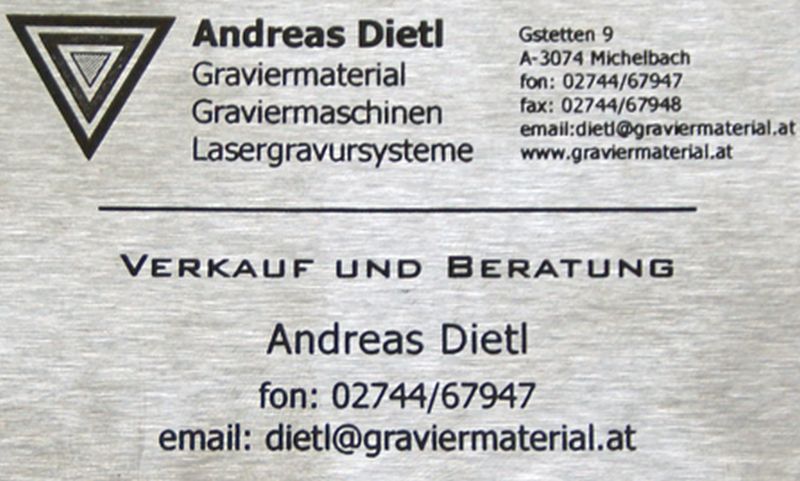 Andreas Dietl
Graviermaterial
Graviermaschinen
Lasergravursysteme
Gstetten 9
A-3074 Michelbach
fon: 02744/67947
fax: 02744/67948
email:dietl@graviermaterial.at
www.graviermaterial.at
VERKAUF UND BERATUNG
Andreas Dietl
fon: 02744/67947
email: dietl@graviermaterial.at